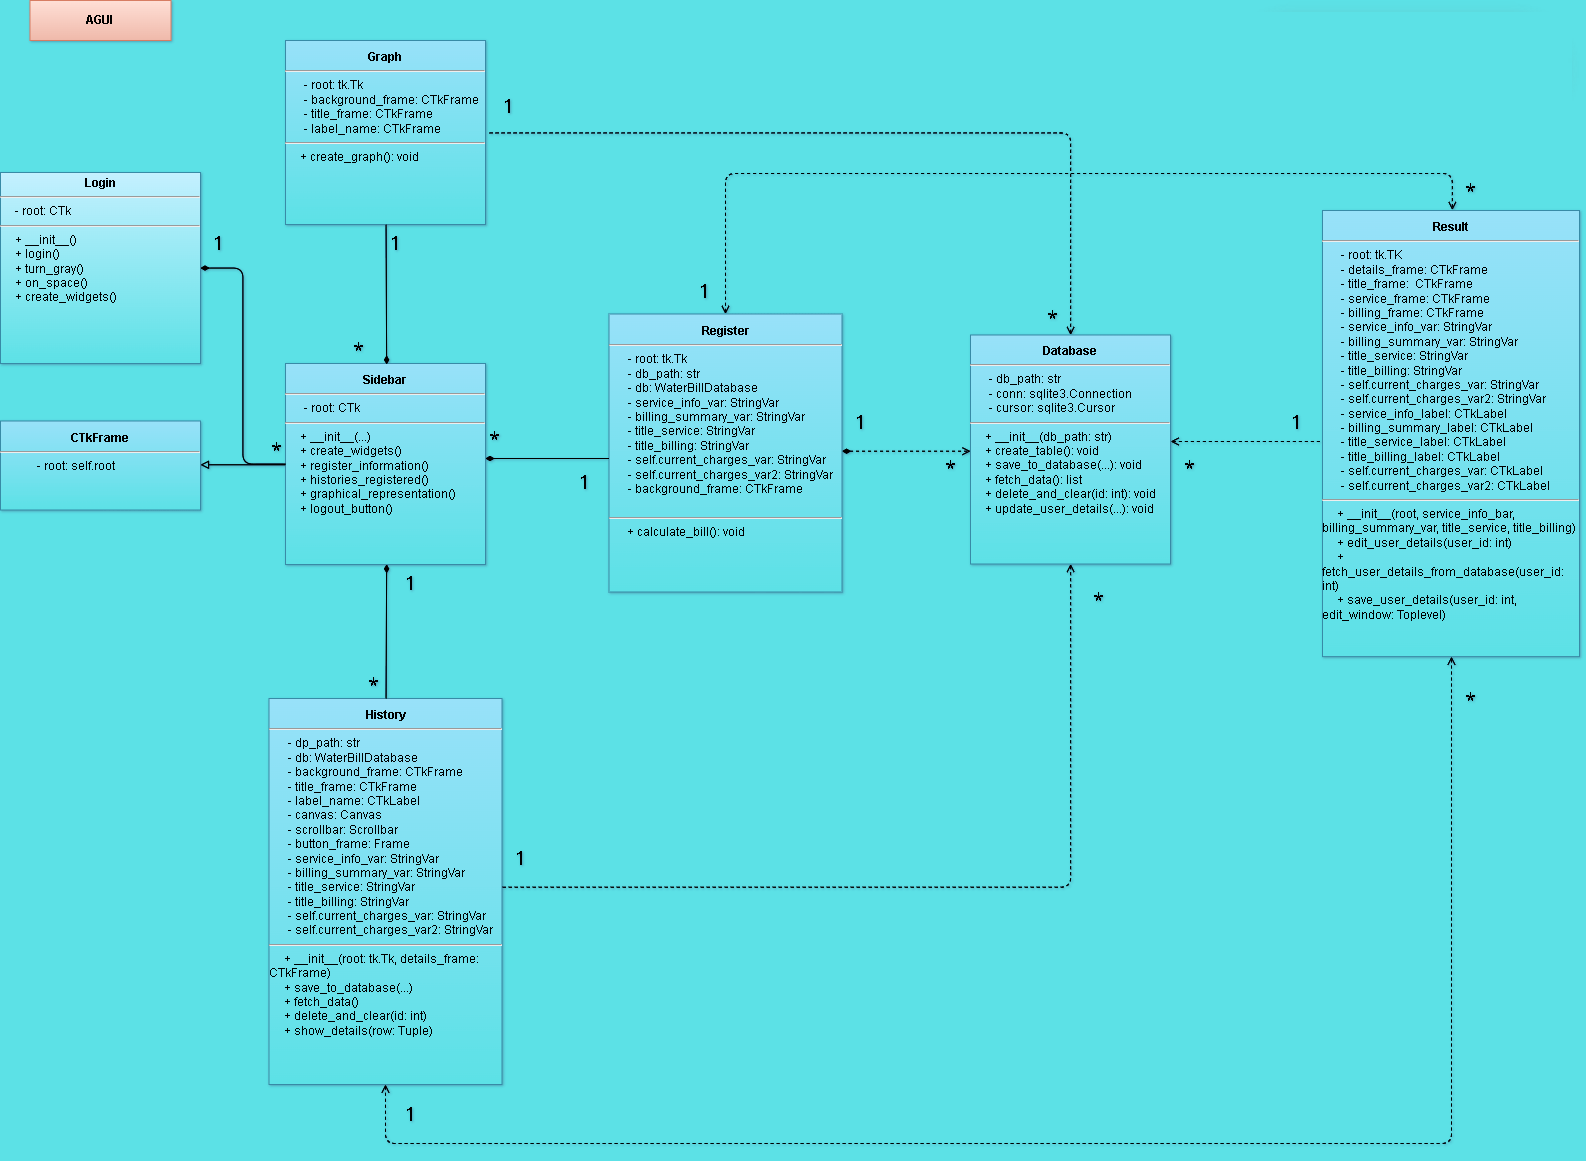 AGUI
Graph
- root: tk.Tk
- background_frame: CTkFrame
- title_frame: CTkFrame
- label_name: CTkFrame
+ create_graph(): void
1
1
*
Login
- root: CTk
+ __init__()
+ login()
+ turn_gray()
+ on_space()
+ create_widgets()
1
*
CTkFrame
- root: self.root
Sidebar
- root: CTk
+ __init__(...)
+ create_widgets()
+ register_information()
+ histories_registered()
+ graphical_representation()
+ logout_button()
*
1
1
*
Register
- root: tk.Tk
- db_path: str
- db: WaterBillDatabase
- service_info_var: StringVar
- billing_summary_var: StringVar
- title_service: StringVar
- title_billing: StringVar
- self.current_charges_var: StringVar
- self.current_charges_var2: StringVar
- background_frame: CTkFrame
+ calculate_bill(): void
1
1
*
*
Database
- db_path: str
- conn: sqlite3.Connection
- cursor: sqlite3.Cursor
+ __init__(db_path: str)
+ create_table(): void
+ save_to_database(...): void
+ fetch_data(): list
+ delete_and_clear(id: int): void
+ update_user_details(...): void
*
1
*
*
Result
- root: tk.TK
- details_frame: CTkFrame
- title_frame:  CTkFrame
- service_frame: CTkFrame
- billing_frame: CTkFrame
- service_info_var: StringVar
- billing_summary_var: StringVar
- title_service: StringVar
- title_billing: StringVar
- self.current_charges_var: StringVar
- self.current_charges_var2: StringVar
- service_info_label: CTkLabel
- billing_summary_label: CTkLabel
- title_service_label: CTkLabel
- title_billing_label: CTkLabel
- self.current_charges_var: CTkLabel
- self.current_charges_var2: CTkLabel
+ __init__(root, service_info_bar,
billing_summary_var, title_service, title_billing)
+ edit_user_details(user_id: int)
+
fetch_user_details_from_database(user_id:
int)
+ save_user_details(user_id: int,
edit_window: Toplevel)
*
History
- dp_path: str
- db: WaterBillDatabase
- background_frame: CTkFrame
- title_frame: CTkFrame
- label_name: CTkLabel
- canvas: Canvas
- scrollbar: Scrollbar
- button_frame: Frame
- service_info_var: StringVar
- billing_summary_var: StringVar
- title_service: StringVar
- title_billing: StringVar
- self.current_charges_var: StringVar
- self.current_charges_var2: StringVar
+ __init__(root: tk.Tk, details_frame:
CTkFrame)
+ save_to_database(...)
+ fetch_data()
+ delete_and_clear(id: int)
+ show_details(row: Tuple)
1
1